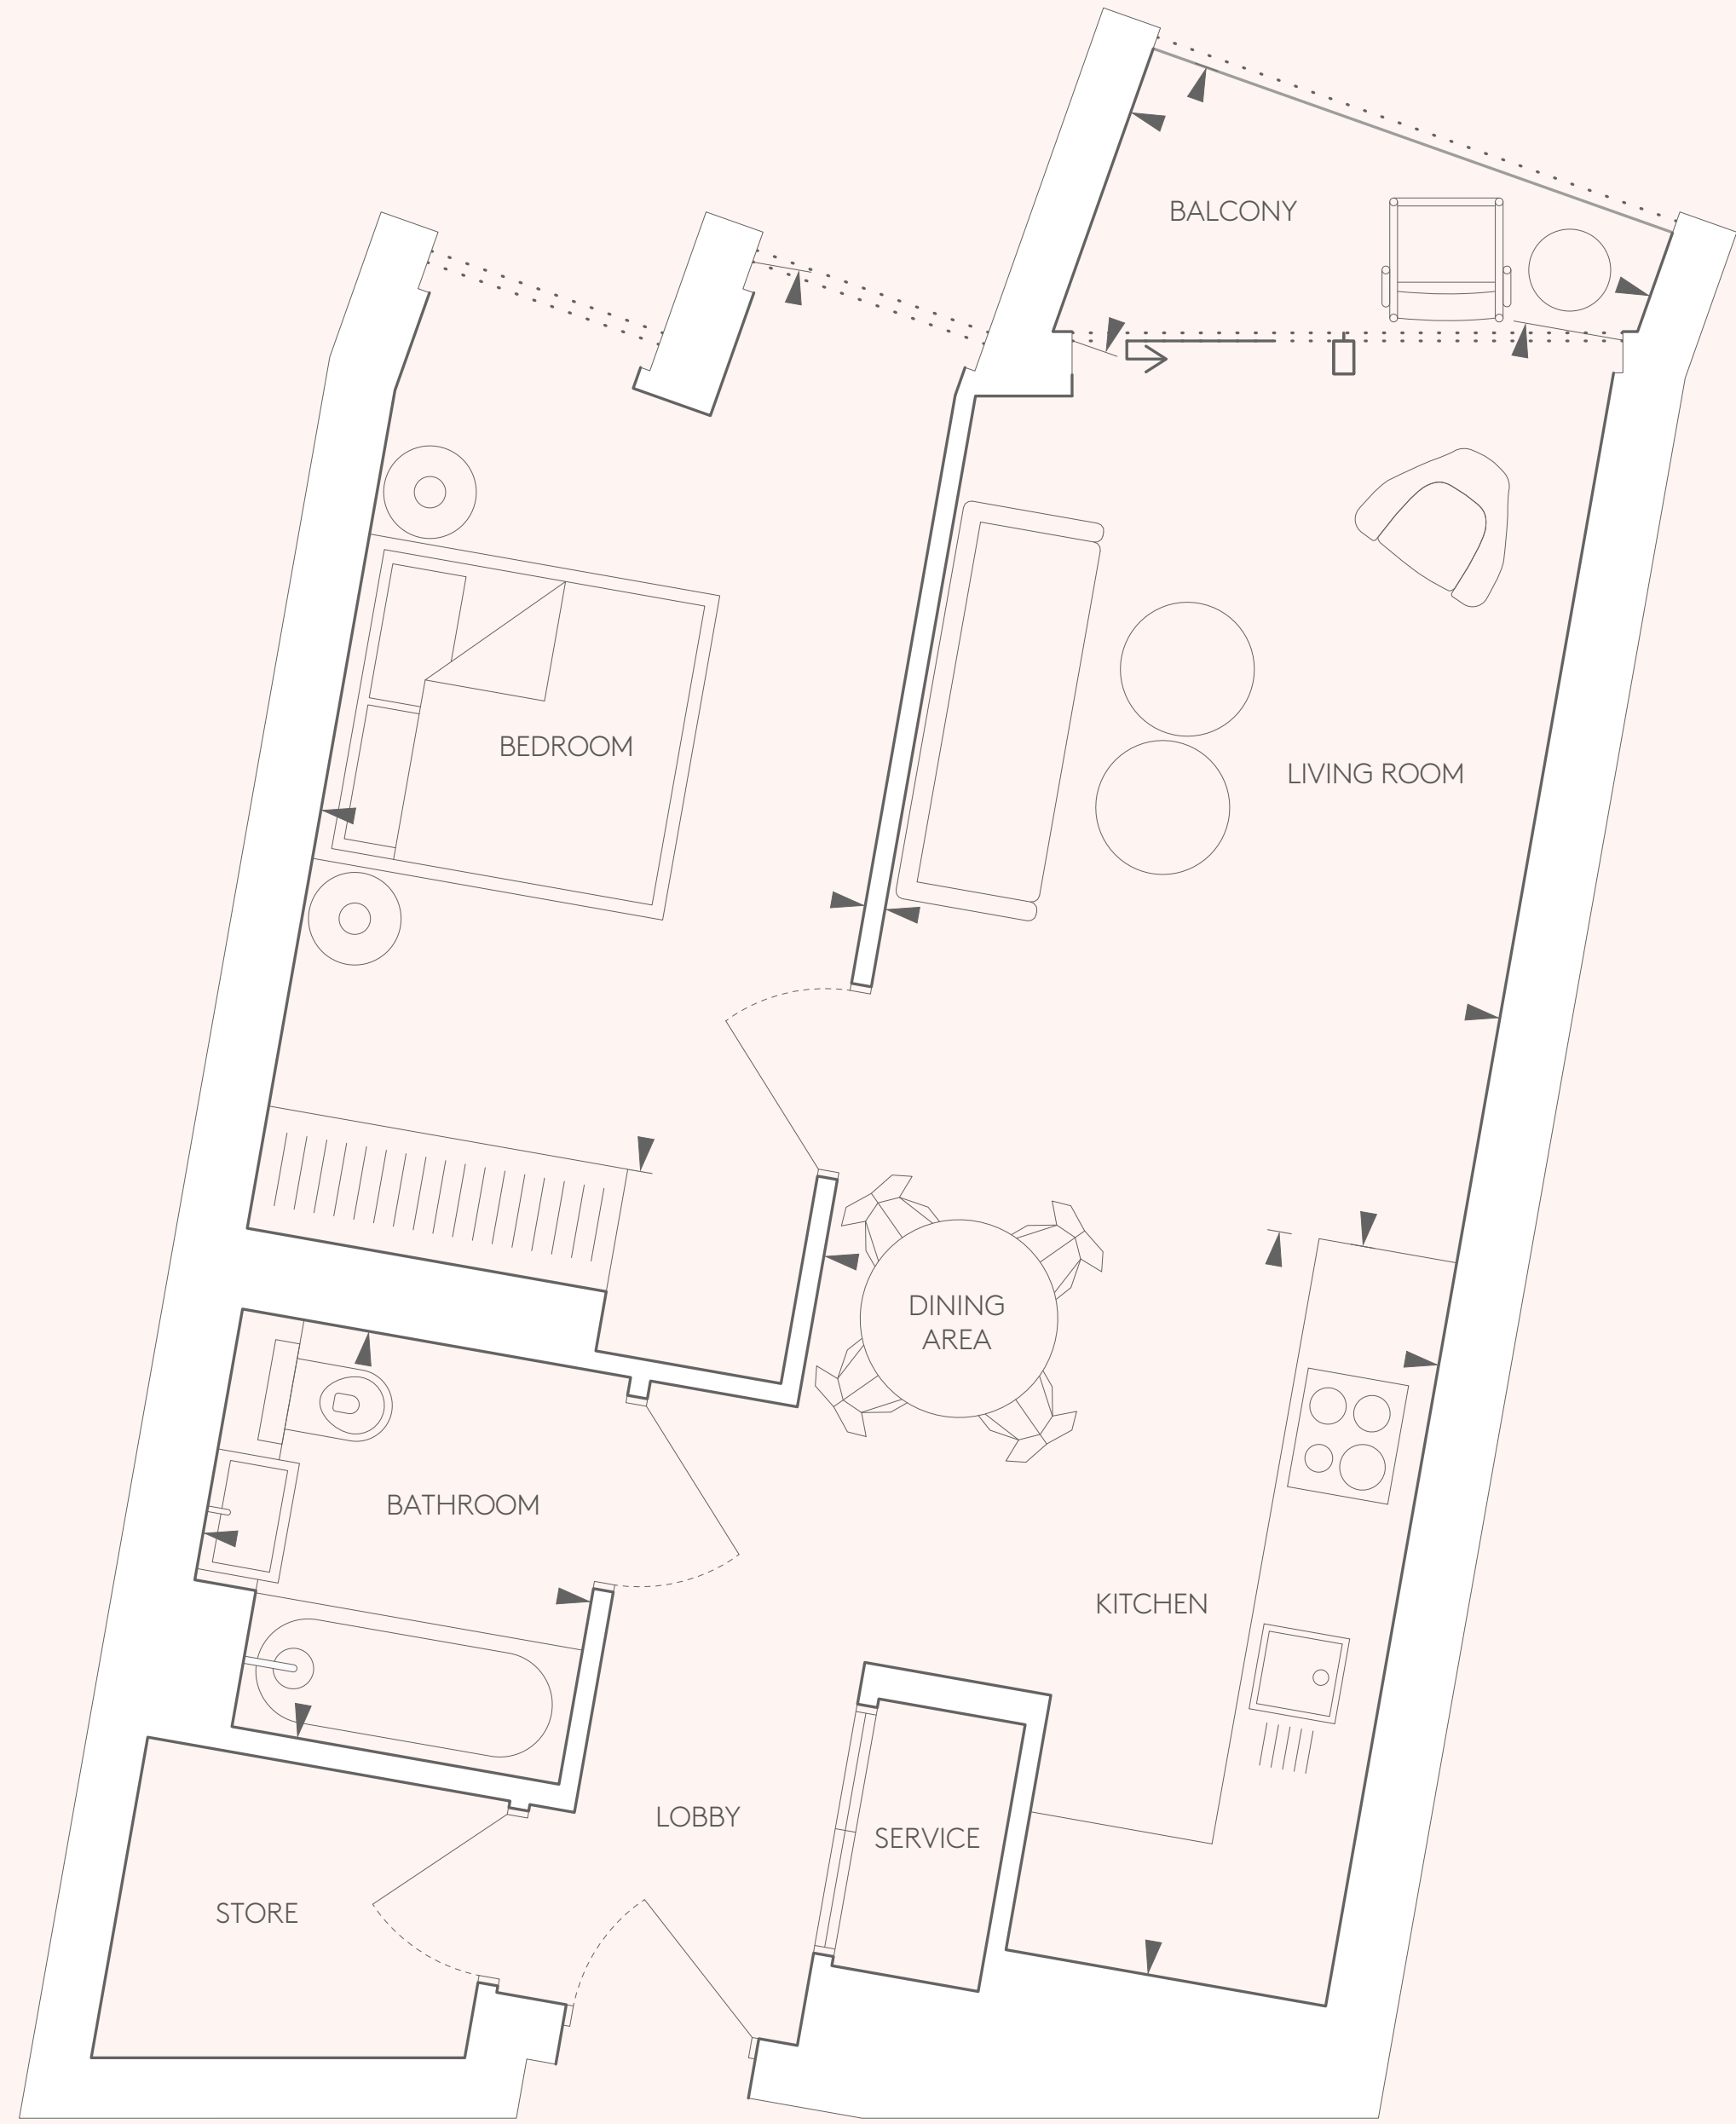 BALCONY
BEDROOM
LIVING ROOM
DINING
AREA
BATHROOM
KITCHEN
LOBBY
SERVICE
STORE